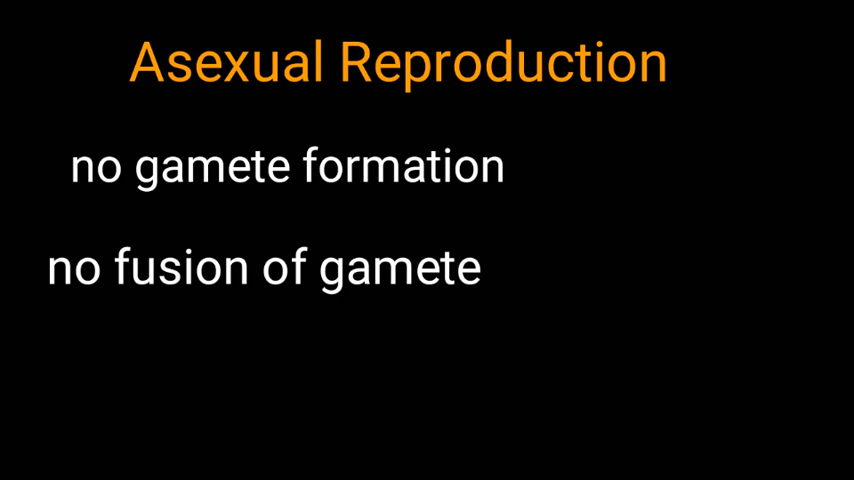 Asexual Reproduction
no gamete formation
no fusion of gamete